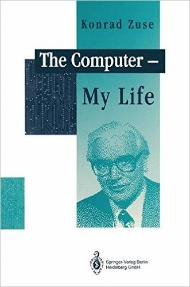 Konrad Zuse
The Computer –
My Life
Springer-Verlag Berlin
Heidelberg GmbH